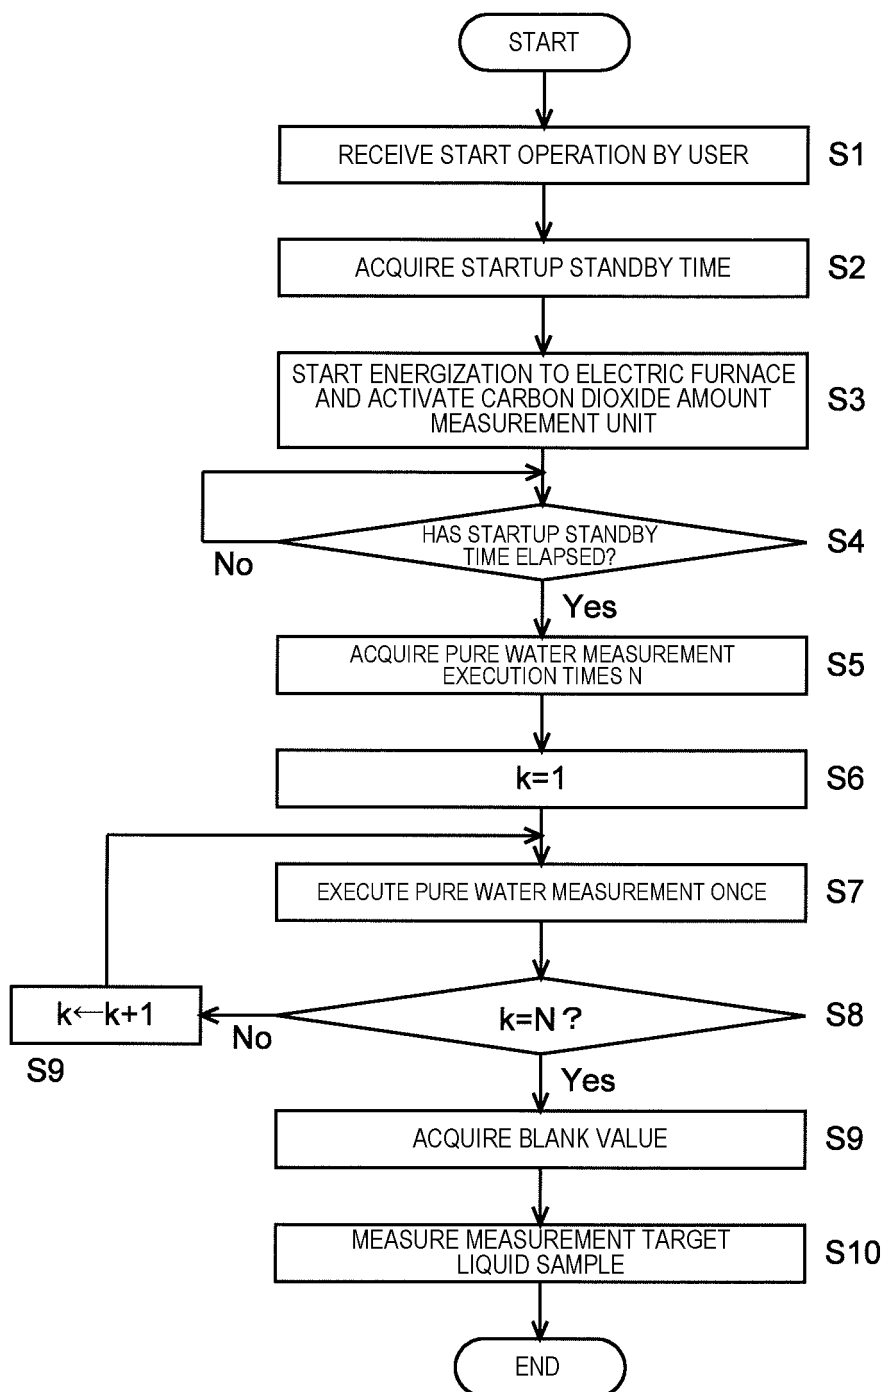 START
RECEIVE START OPERATION BY USER
S1
ACQUIRE STARTUP STANDBY TIME
S2
START ENERGIZATION TO ELECTRIC FURNACE
AND ACTIVATE CARBON DIOXIDE AMOUNT
MEASUREMENT UNIT
S3
HAS STARTUP STANDBY
TIME ELAPSED?
S4
No
Yes
ACQUIRE PURE WATER MEASUREMENT
EXECUTION TIMES N
S5
k=1
S6
EXECUTE PURE WATER MEASUREMENT ONCE
S7
k=N?
S8
No
k←k+1
S9
Yes
ACQUIRE BLANK VALUE
S9
MEASURE MEASUREMENT TARGET
LIQUID SAMPLE
S10
END